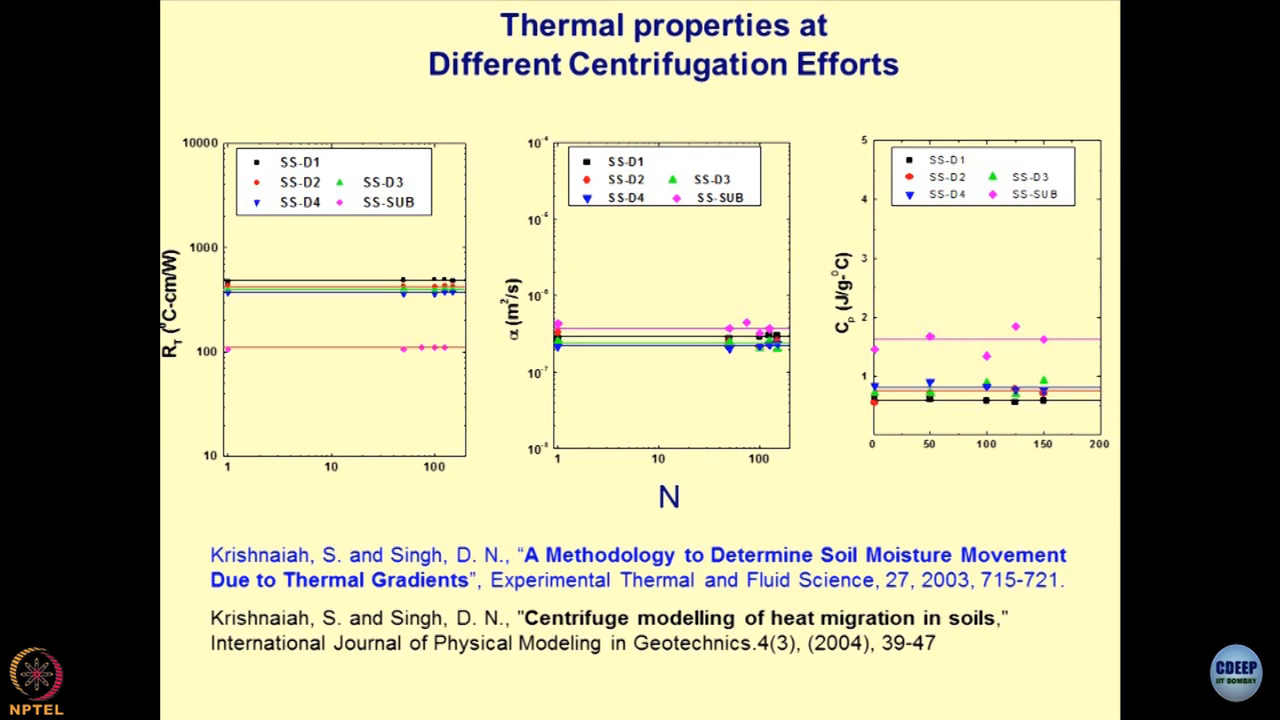 Thermal properties at
Different Centrifugation Efforts
10000
1000
100
10
1
10
100
R_T (°C-cm/W)
SS-D1
SS-D2
SS-D3
SS-D4
SS-SUB
10⁻⁴
10⁻⁶
10⁻⁶
10⁻⁷
10⁻⁸
1
10
100
α (m²/s)
SS-D1
SS-D2
SS-D3
SS-D4
SS-SUB
5
4
3
2
1
0
50
100
150
200
C_p (J/g-°C)
SS-D1
SS-D2
SS-D3
SS-D4
SS-SUB
N
Krishnaiah, S. and Singh, D. N., “A Methodology to Determine Soil Moisture Movement
Due to Thermal Gradients”, Experimental Thermal and Fluid Science, 27, 2003, 715-721.
Krishnaiah, S. and Singh, D. N., "Centrifuge modelling of heat migration in soils,"
International Journal of Physical Modeling in Geotechnics.4(3), (2004), 39-47
NPTEL
CDEEP
IIT BOMBAY